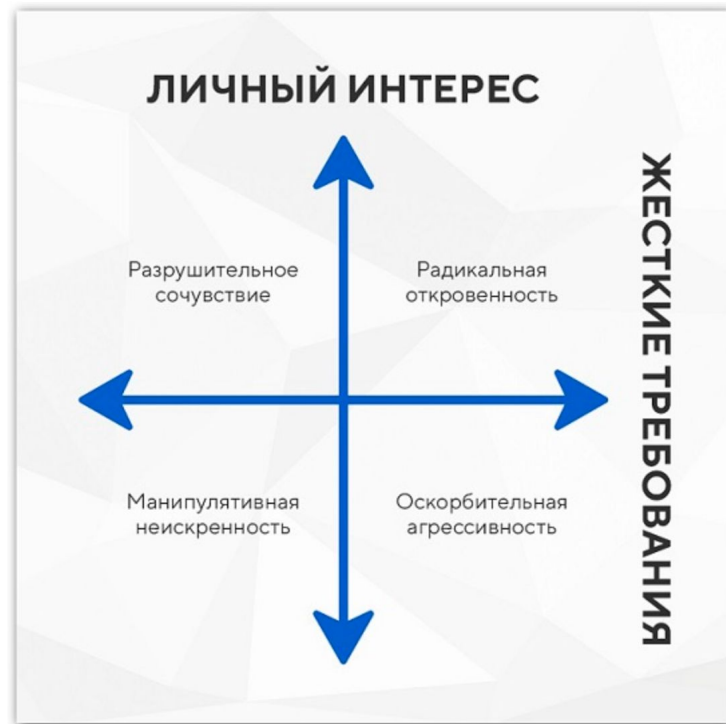 ЛИЧНЫЙ ИНТЕРЕС
ЖЕСТКИЕ ТРЕБОВАНИЯ
Разрушительное
сочувствие
Радикальная
откровенность
Манипулятивная
неискренность
Оскорбительная
агрессивность